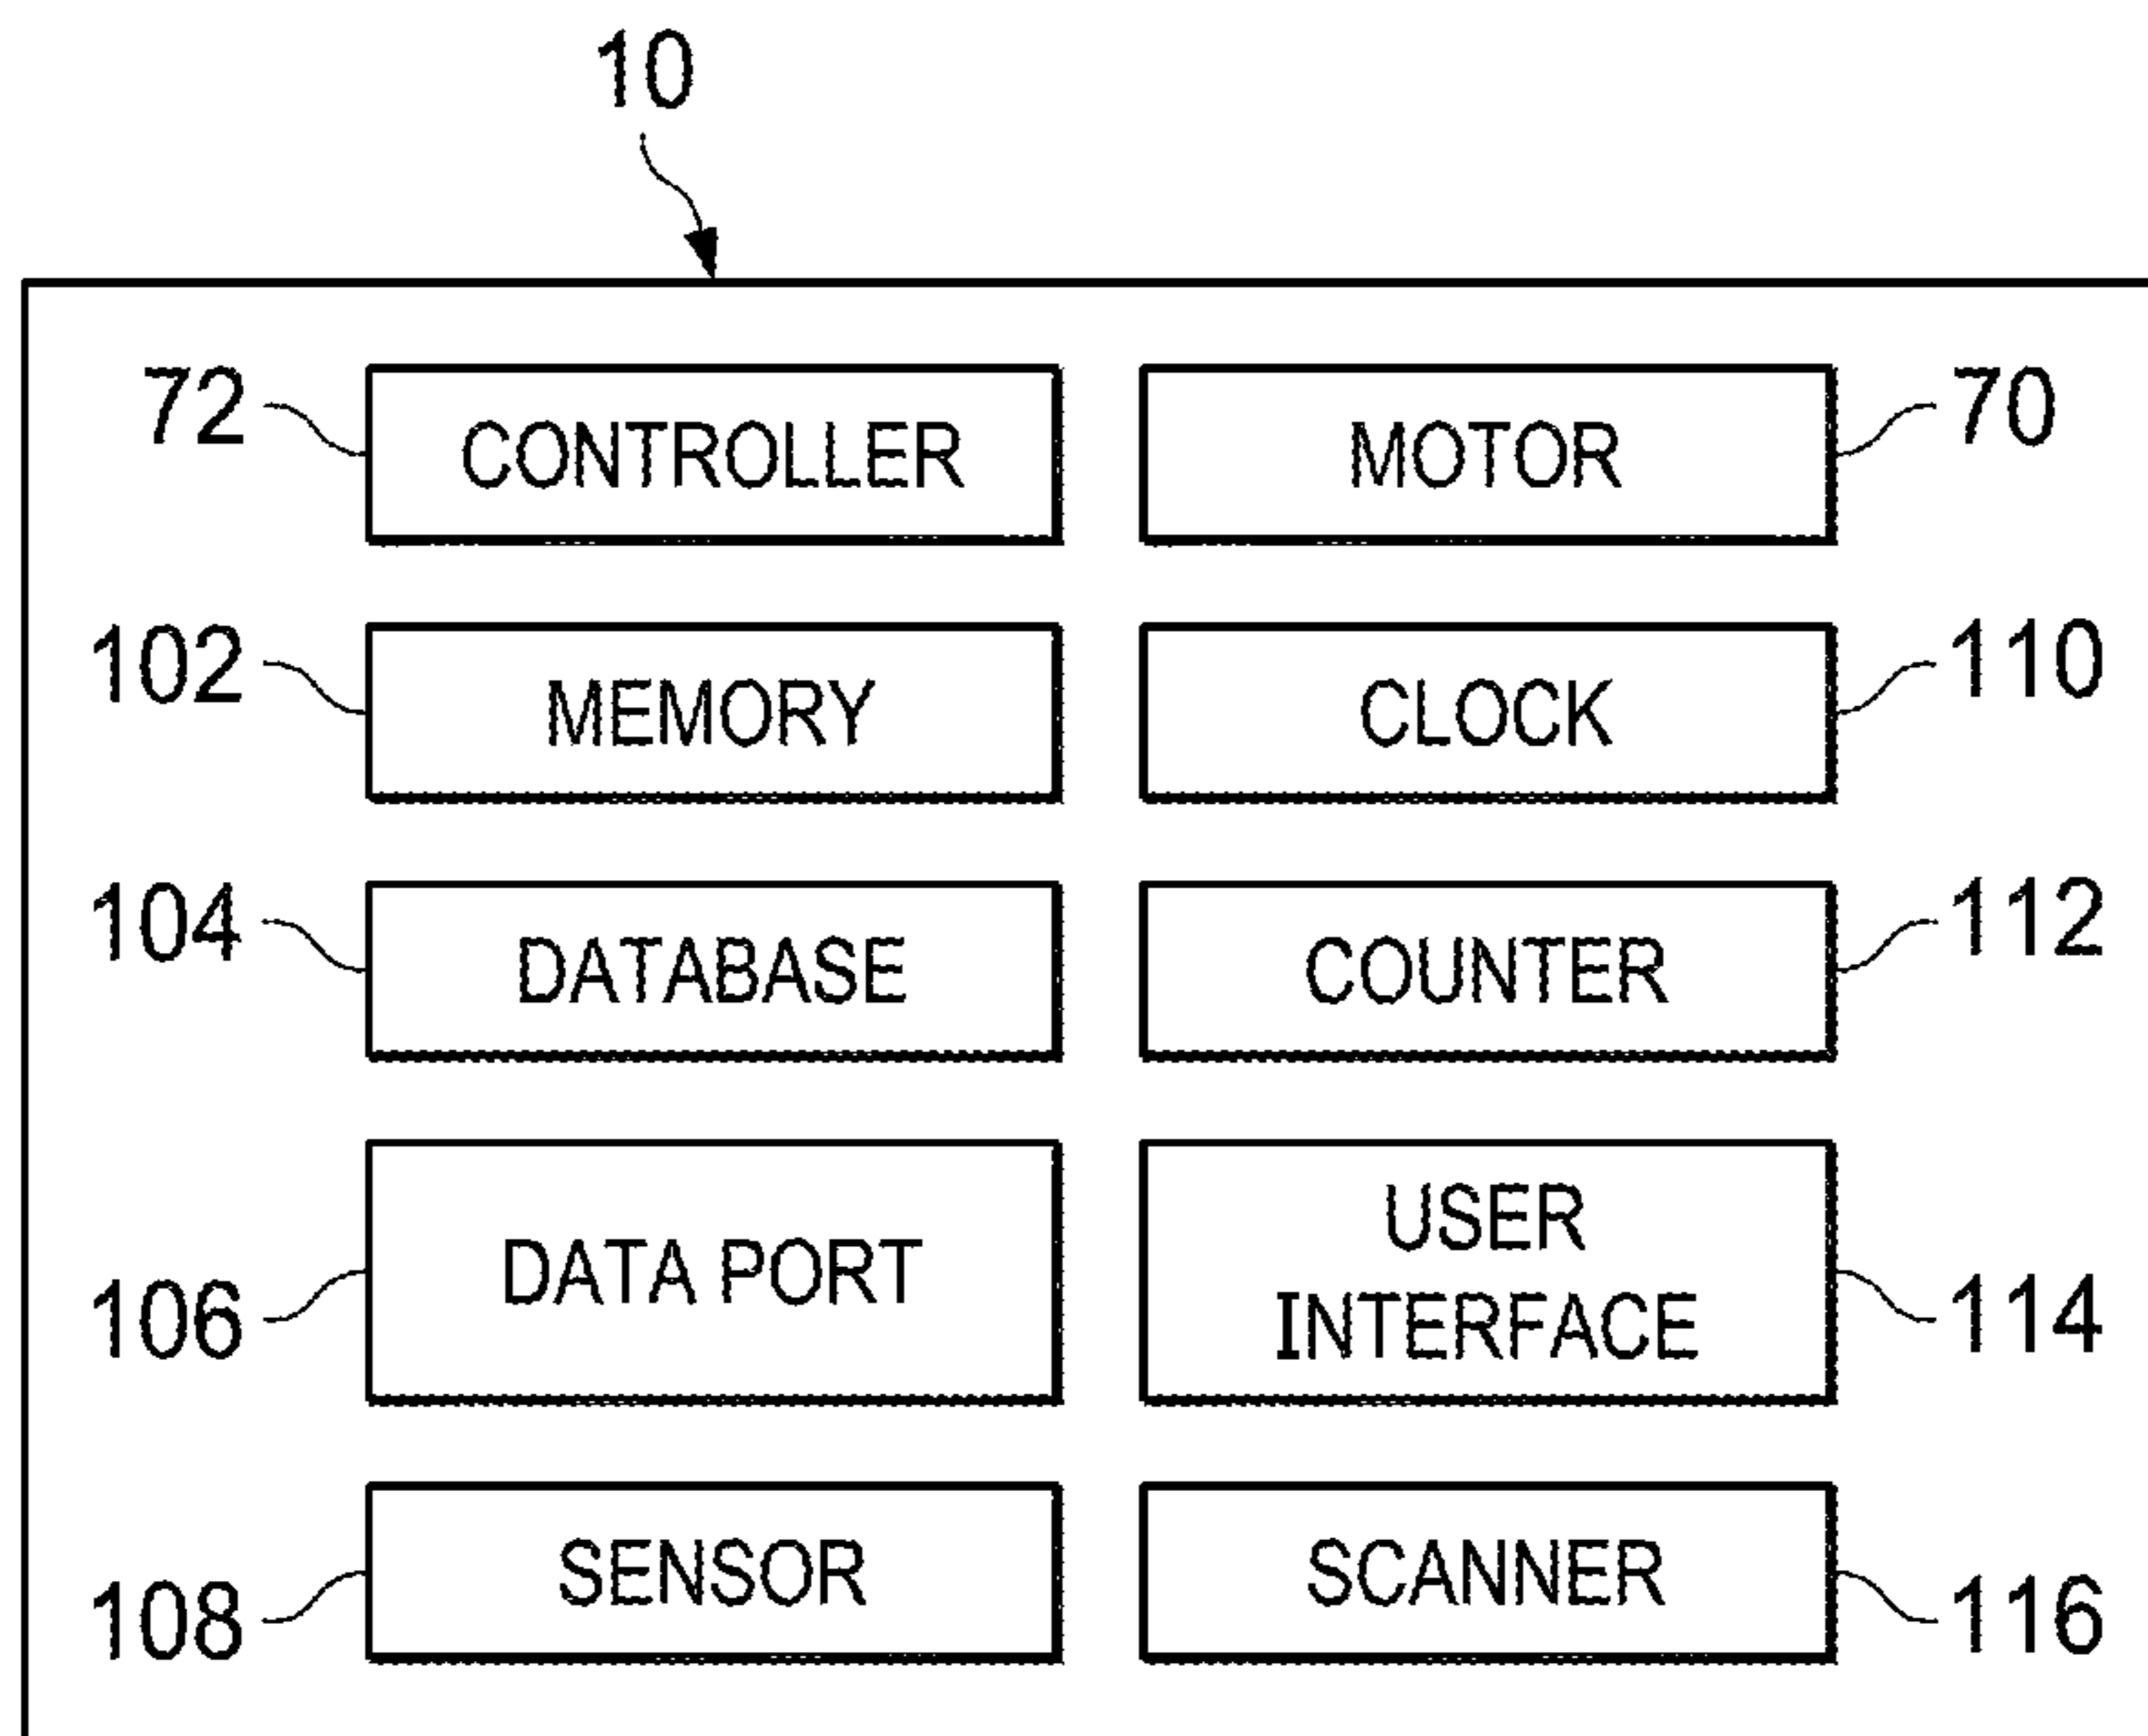 10
72 CONTROLLER MOTOR 70
102 MEMORY CLOCK 110
104 DATABASE COUNTER 112
106 DATA PORT USER INTERFACE 114
108 SENSOR SCANNER 116